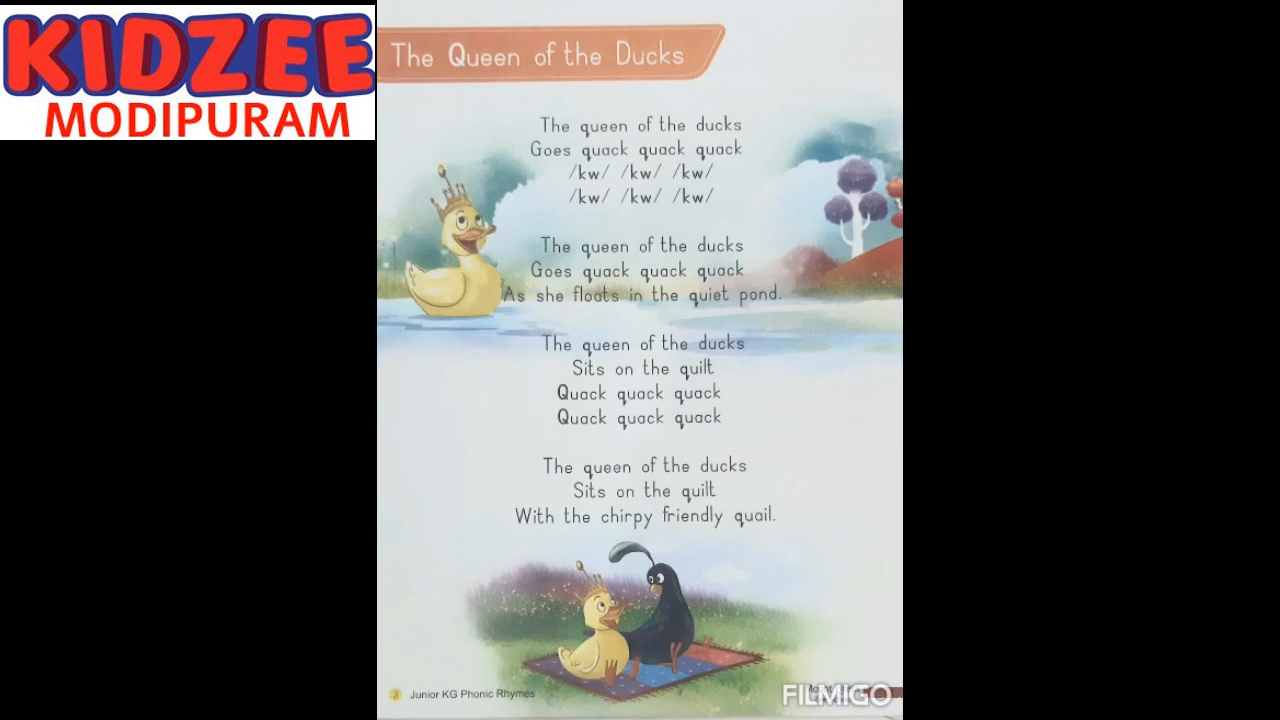 KIDZEE
MODIPURAM
The Queen of the Ducks
The queen of the ducks
Goes quack quack quack
/kw/ /kw/ /kw/
/kw/ /kw/ /kw/
The queen of the ducks
Goes quack quack quack
As she floats in the quiet pond.
The queen of the ducks
Sits on the quilt
Quack quack quack
Quack quack quack
The queen of the ducks
Sits on the quilt
With the chirpy friendly quail.
2 Junior KG Phonic Rhymes
FILMIGO